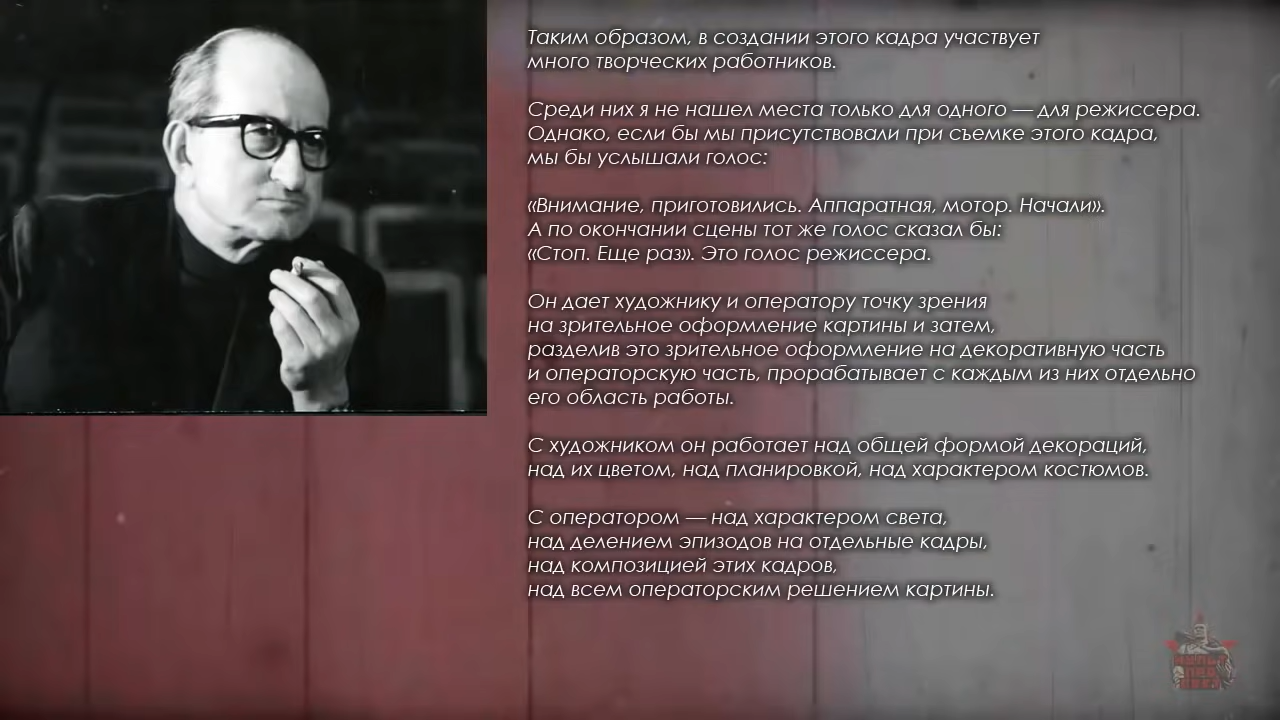 Таким образом, в создании этого кадра участвует
много творческих работников.
Среди них я не нашел места только для одного — для режиссера.
Однако, если бы мы присутствовали при съемке этого кадра,
мы бы услышали голос:
«Внимание, приготовились. Аппаратная, мотор. Начали».
А по окончании сцены тот же голос сказал бы:
«Стоп. Еще раз». Это голос режиссера.
Он дает художнику и оператору точку зрения
на зрительное оформление картины и затем,
разделив это зрительное оформление на декоративную часть
и операторскую часть, прорабатывает с каждым из них отдельно
его область работы.
С художником он работает над общей формой декораций,
над их цветом, над планировкой, над характером костюмов.
С оператором — над характером света,
над делением эпизодов на отдельные кадры,
над композицией этих кадров,
над всем операторским решением картины.